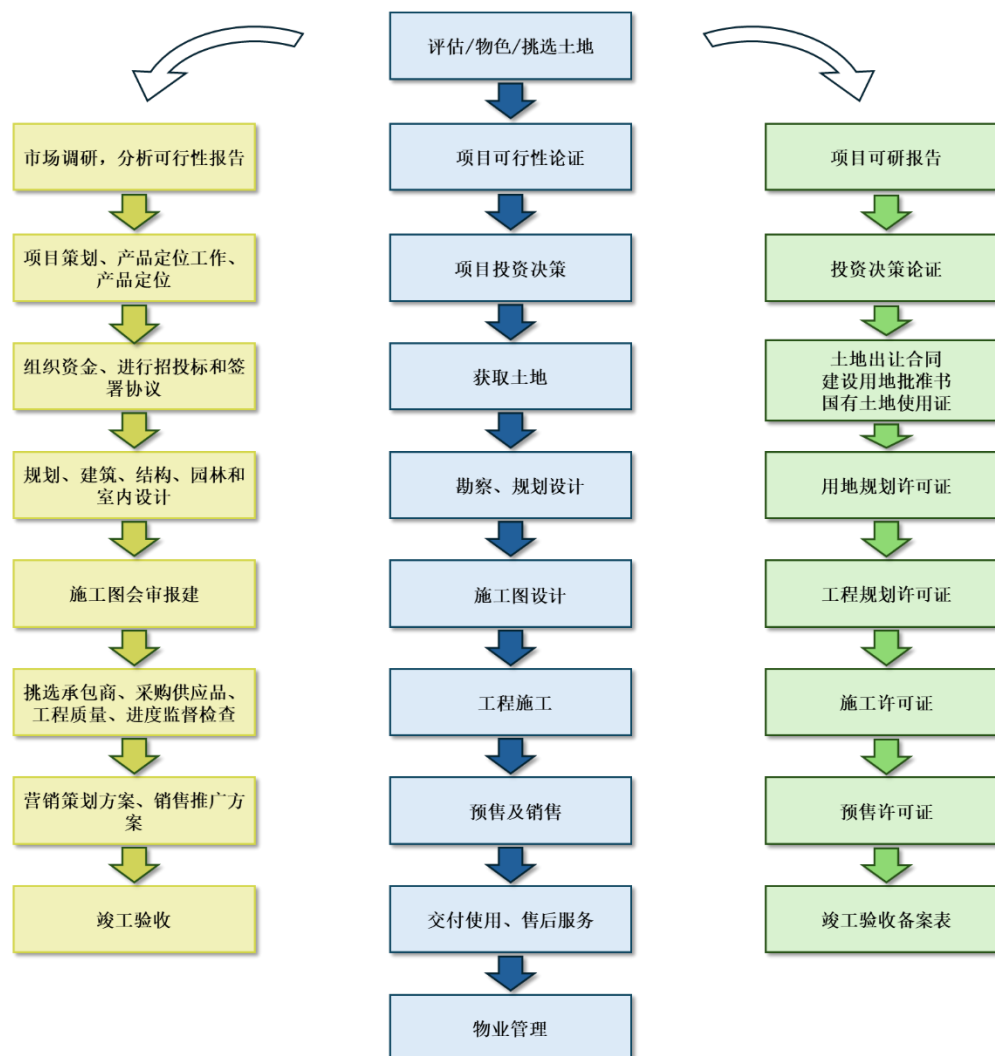 评估/物色/挑选土地
市场调研，分析可行性报告
项目可行性论证
项目可研报告
项目策划、产品定位工作、
产品定位
项目投资决策
投资决策论证
组织资金、进行招投标和签
署协议
获取土地
土地出让合同
建设用地批准书
国有土地使用证
规划、建筑、结构、园林和
室内设计
勘察、规划设计
用地规划许可证
施工图会审报建
施工图设计
工程规划许可证
挑选承包商、采购供应品、
工程质量、进度监督检查
工程施工
施工许可证
营销策划方案、销售推广方
案
预售及销售
预售许可证
竣工验收
交付使用、售后服务
竣工验收备案表
物业管理